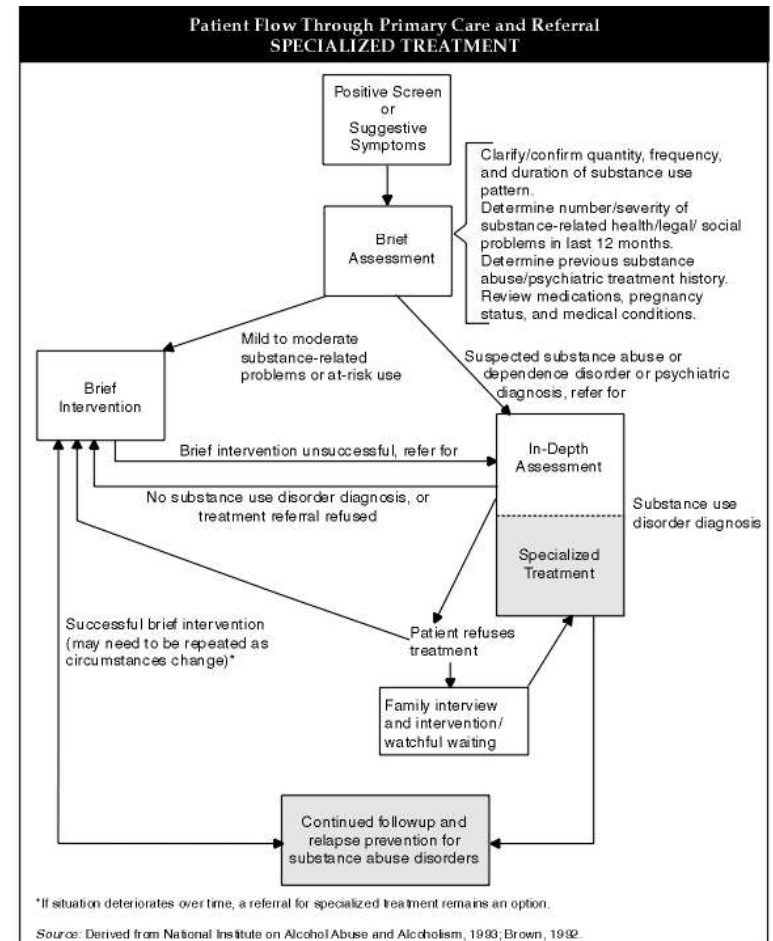 Patient Flow Through Primary Care and Referral
SPECIALIZED TREATMENT
Positive Screen
or
Suggestive
Symptoms
Clarify/confirm quantity, frequency,
and duration of substance use
pattern.
Determine number/severity of
substance-related health/legal/ social
problems in last 12 months.
Determine previous substance
abuse/psychiatric treatment history.
Review medications, pregnancy
status, and medical conditions.
Brief
Assessment
Mild to moderate
substance-related
problems or at-risk use
Suspected substance abuse or
dependence disorder or psychiatric
diagnosis, refer for
Brief
Intervention
Brief intervention unsuccessful, refer for
In-Depth
Assessment
No substance use disorder diagnosis, or
treatment referral refused
Substance use
disorder diagnosis
Specialized
Treatment
Successful brief intervention
(may need to be repeated as
circumstances change)*
Patient refuses
treatment
Family interview
and intervention/
watchful waiting
Continued followup and
relapse prevention for
substance abuse disorders
*If situation deteriorates over time, a referral for specialized treatment remains an option.
Source: Derived from National Institute on Alcohol Abuse and Alcoholism, 1993; Brown, 1992.